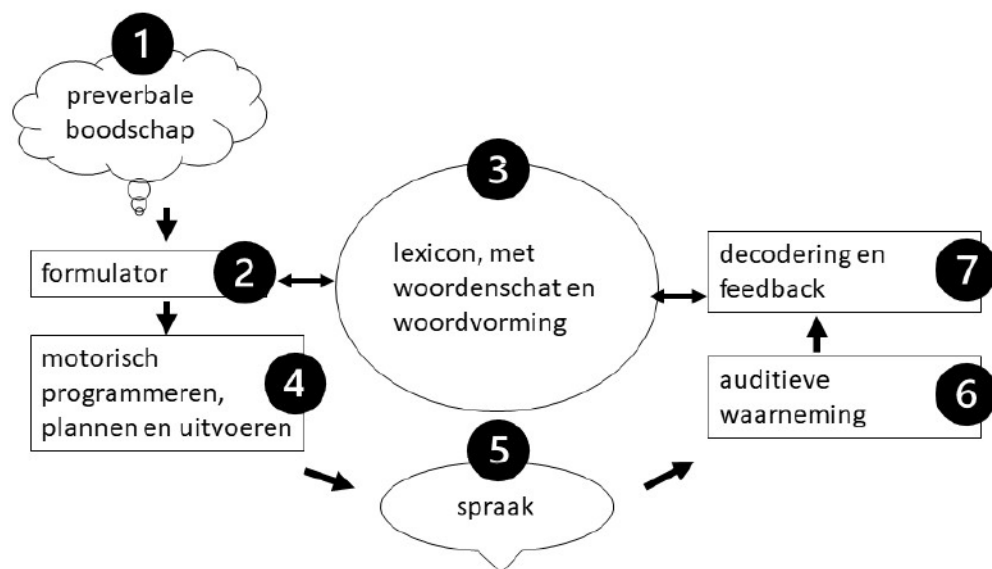 1
preverbale
boodschap
formulator
2
3
lexicon, met
woordenschat en
woordvorming
motorisch
programmeren,
plannen en uitvoeren
4
5
spraak
auditieve
waarneming
6
decodering en
feedback
7